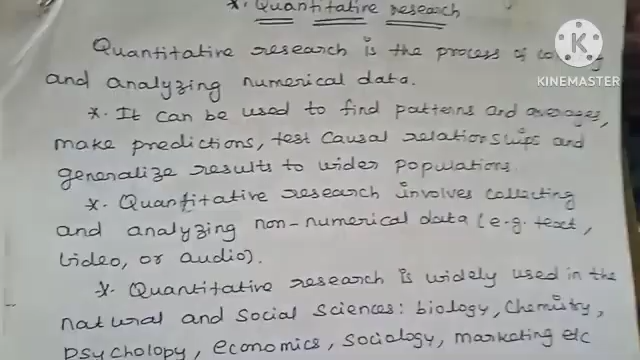 *. Quantitative research
Quantitative research is the process of
KINEMASTER
and analyzing numerical data.
*. It can be used to find patterns and averages,
make predictions, test causal relationships and
generalize results to wider populations.
*. Quantitative research involves collecting
and analyzing non-numerical data (e.g. text,
video, or audio).
*. Quantitative research is widely used in the
natural and social sciences: biology, chemistry,
psycholopy, economics, sociology, marketing etc